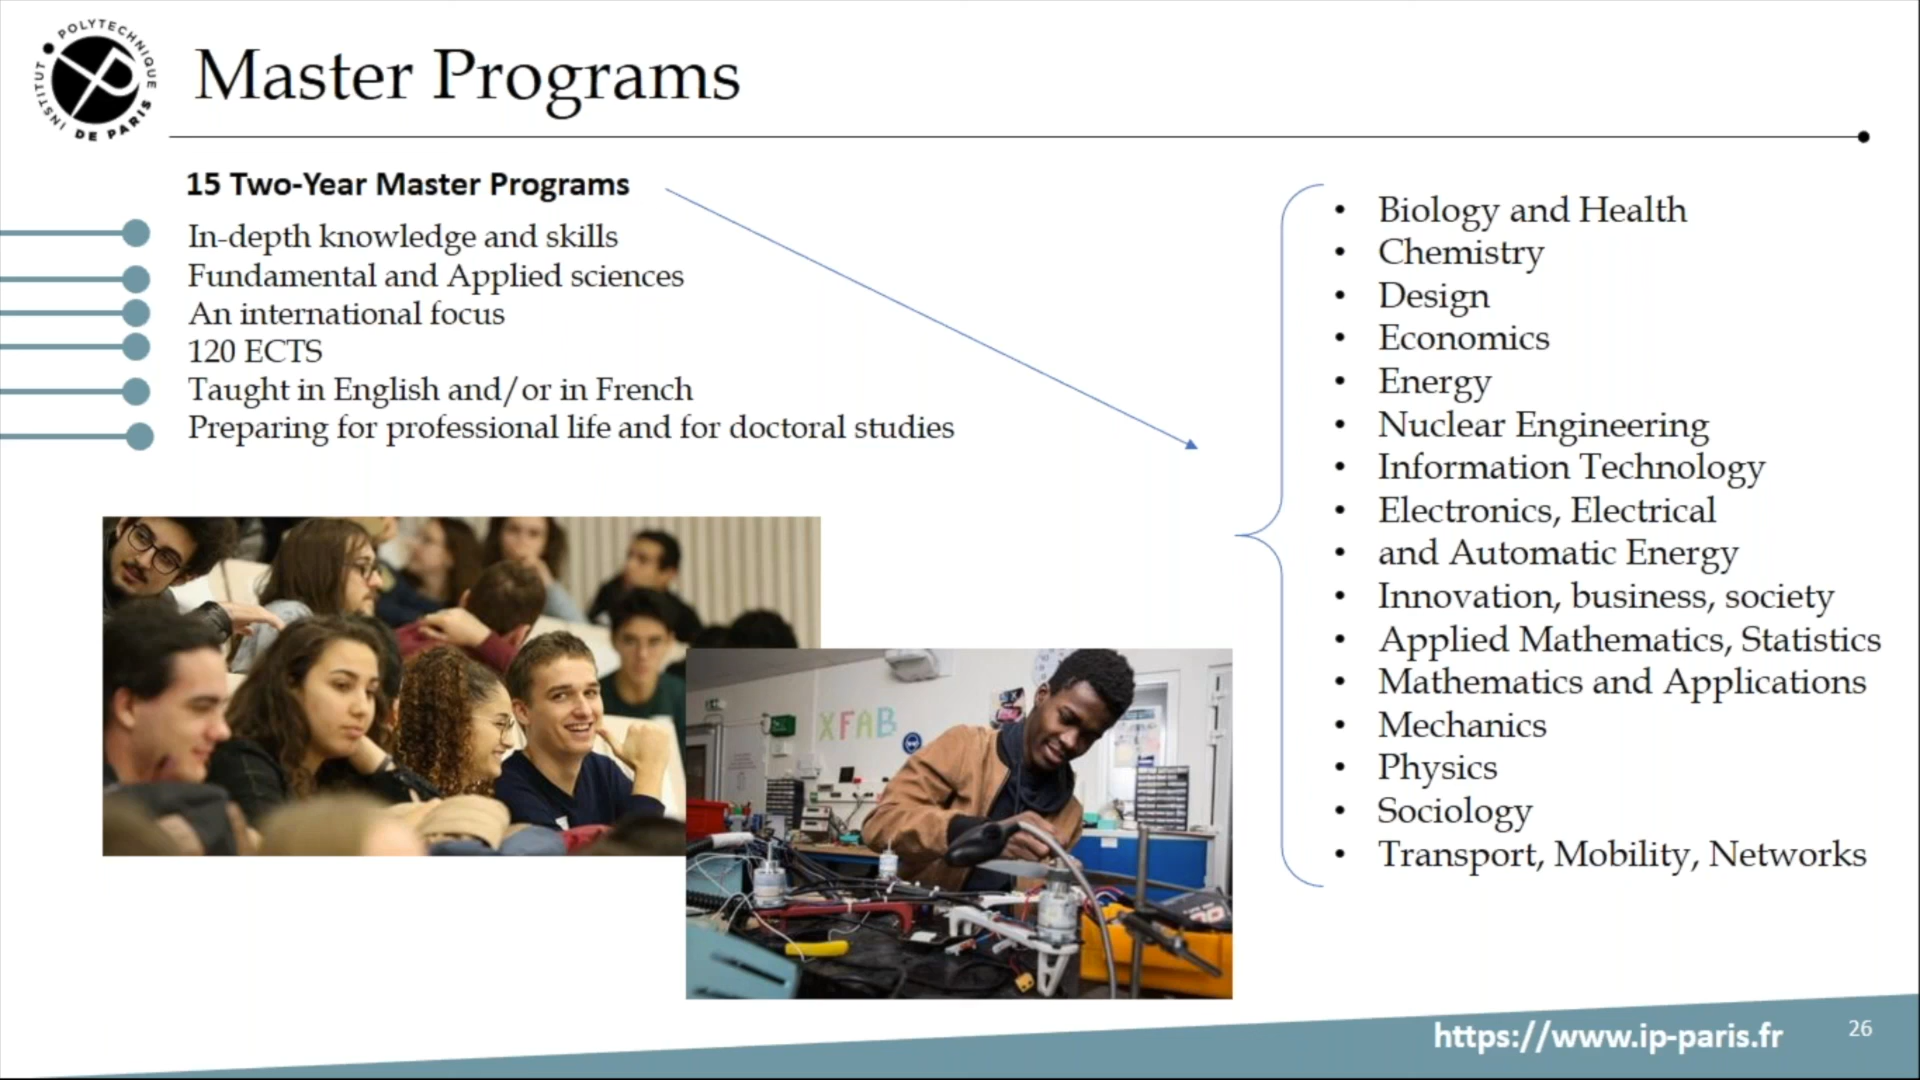 INSTITUT POLYTECHNIQUE DE PARIS
Master Programs
15 Two-Year Master Programs
In-depth knowledge and skills
Fundamental and Applied sciences
An international focus
120 ECTS
Taught in English and/or in French
Preparing for professional life and for doctoral studies
• Biology and Health
• Chemistry
• Design
• Economics
• Energy
• Nuclear Engineering
• Information Technology
• Electronics, Electrical
• and Automatic Energy
• Innovation, business, society
• Applied Mathematics, Statistics
• Mathematics and Applications
• Mechanics
• Physics
• Sociology
• Transport, Mobility, Networks
XFAB
https://www.ip-paris.fr
26